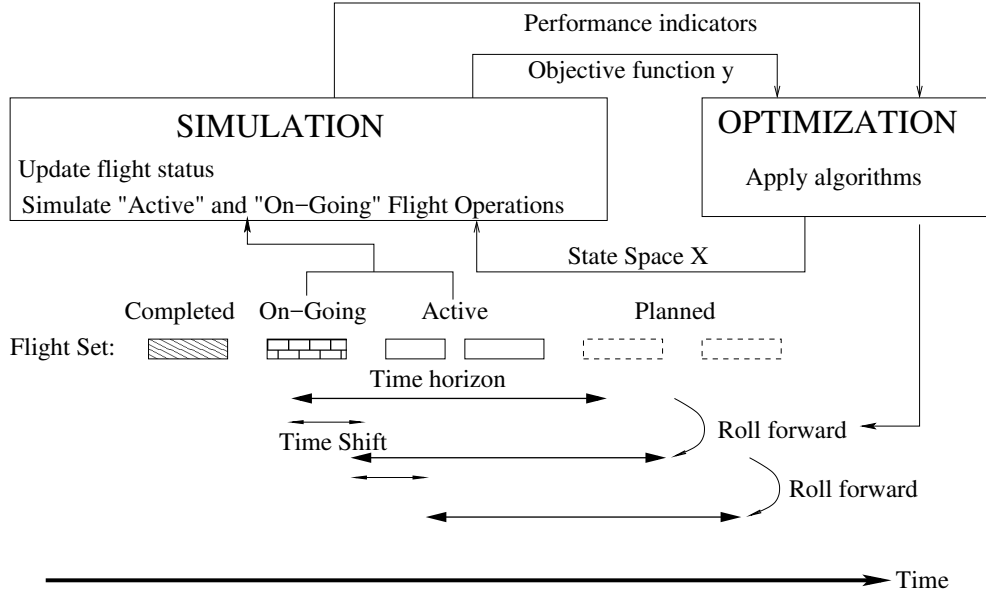 Performance indicators
Objective function y
SIMULATION
OPTIMIZATION
Update flight status
Apply algorithms
Simulate "Active" and "On−Going" Flight Operations
State Space X
Completed
On−Going
Active
Planned
Flight Set:
Time horizon
Time Shift
Roll forward
Roll forward
Time